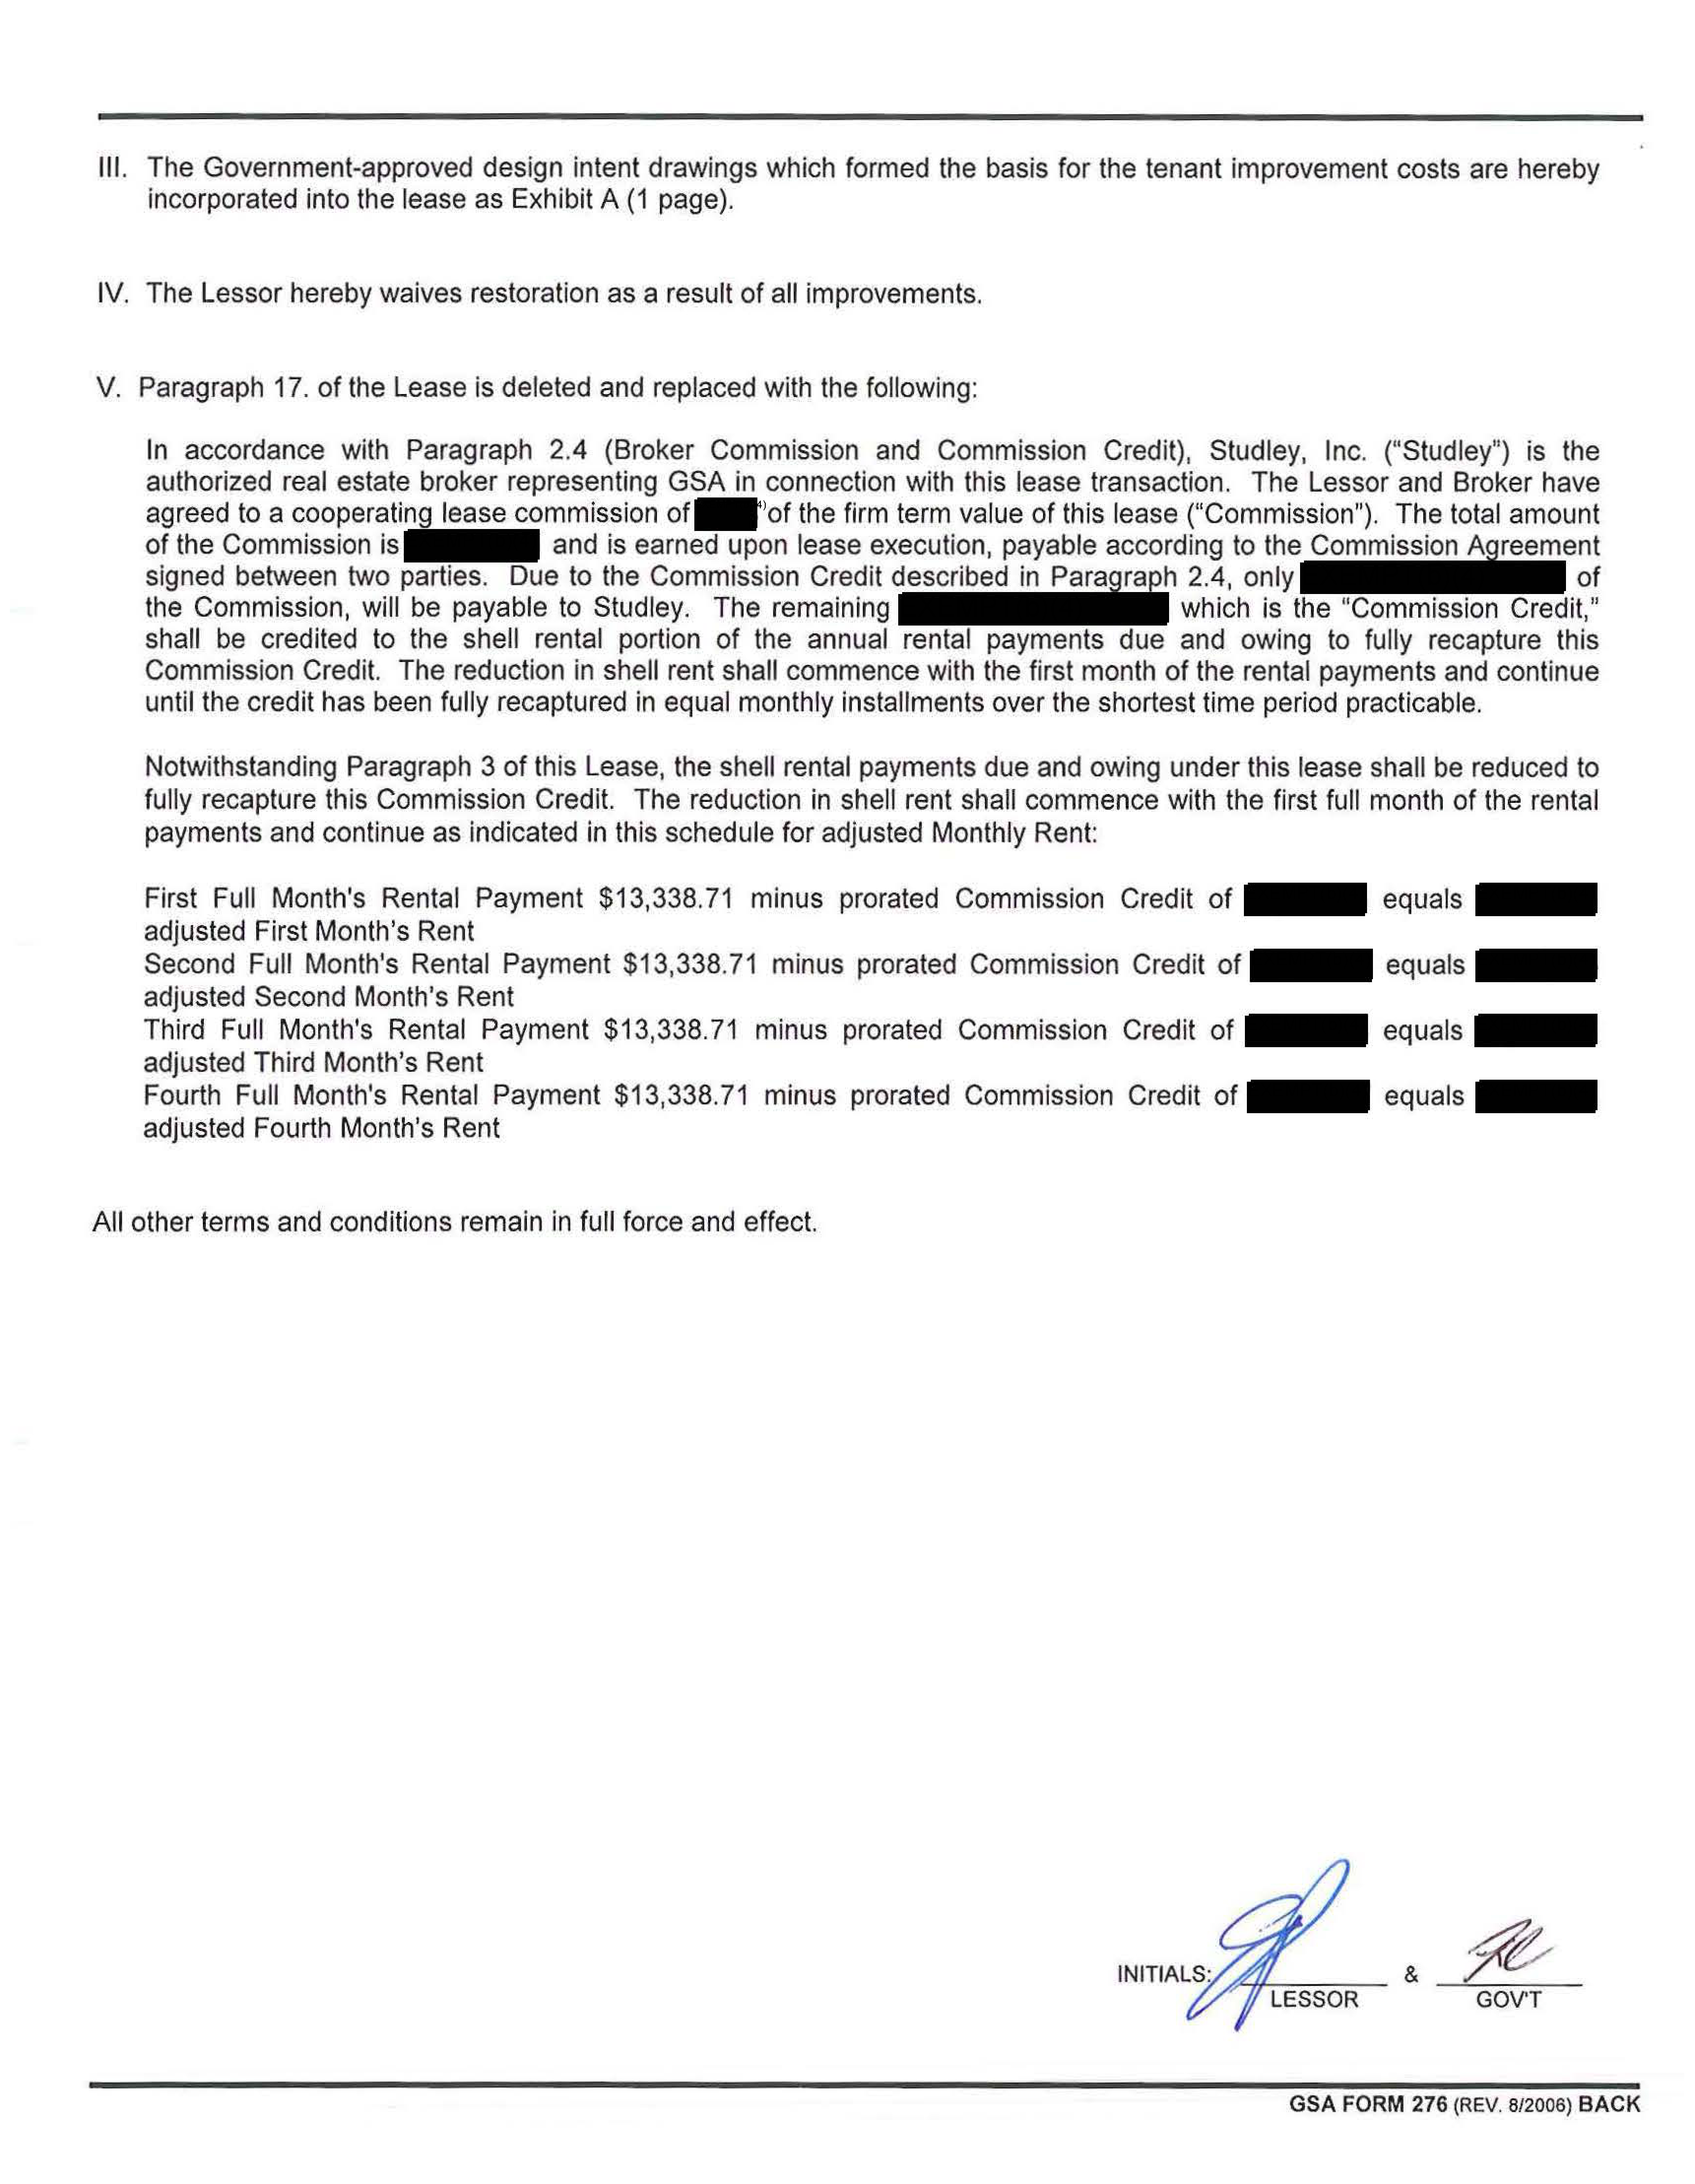 III. The Government-approved design intent drawings which formed the basis for the tenant improvement costs are hereby
incorporated into the lease as Exhibit A (1 page).
IV. The Lessor hereby waives restoration as a result of all improvements.
V. Paragraph 17. of the Lease is deleted and replaced with the following:
In accordance with Paragraph 2.4 (Broker Commission and Commission Credit), Studley, Inc. (“Studley”) is the
authorized real estate broker representing GSA in connection with this lease transaction. The Lessor and Broker have
agreed to a cooperating lease commission of of the firm term value of this lease (“Commission”). The total amount
of the Commission is and is earned upon lease execution, payable according to the Commission Agreement
signed between two parties. Due to the Commission Credit described in Paragraph 2.4, only of
the Commission, will be payable to Studley. The remaining which is the “Commission Credit,”
shall be credited to the shell rental portion of the annual rental payments due and owing to fully recapture this
Commission Credit. The reduction in shell rent shall commence with the first month of the rental payments and continue
until the credit has been fully recaptured in equal monthly installments over the shortest time period practicable.
Notwithstanding Paragraph 3 of this Lease, the shell rental payments due and owing under this lease shall be reduced to
fully recapture this Commission Credit. The reduction in shell rent shall commence with the first full month of the rental
payments and continue as indicated in this schedule for adjusted Monthly Rent:
First Full Month's Rental Payment $13,338.71 minus prorated Commission Credit of equals
adjusted First Month's Rent
Second Full Month's Rental Payment $13,338.71 minus prorated Commission Credit of equals
adjusted Second Month's Rent
Third Full Month's Rental Payment $13,338.71 minus prorated Commission Credit of equals
adjusted Third Month's Rent
Fourth Full Month's Rental Payment $13,338.71 minus prorated Commission Credit of equals
adjusted Fourth Month's Rent
All other terms and conditions remain in full force and effect.
INITIALS: &
LESSOR GOV'T
GSA FORM 276 (REV. 8/2006) BACK